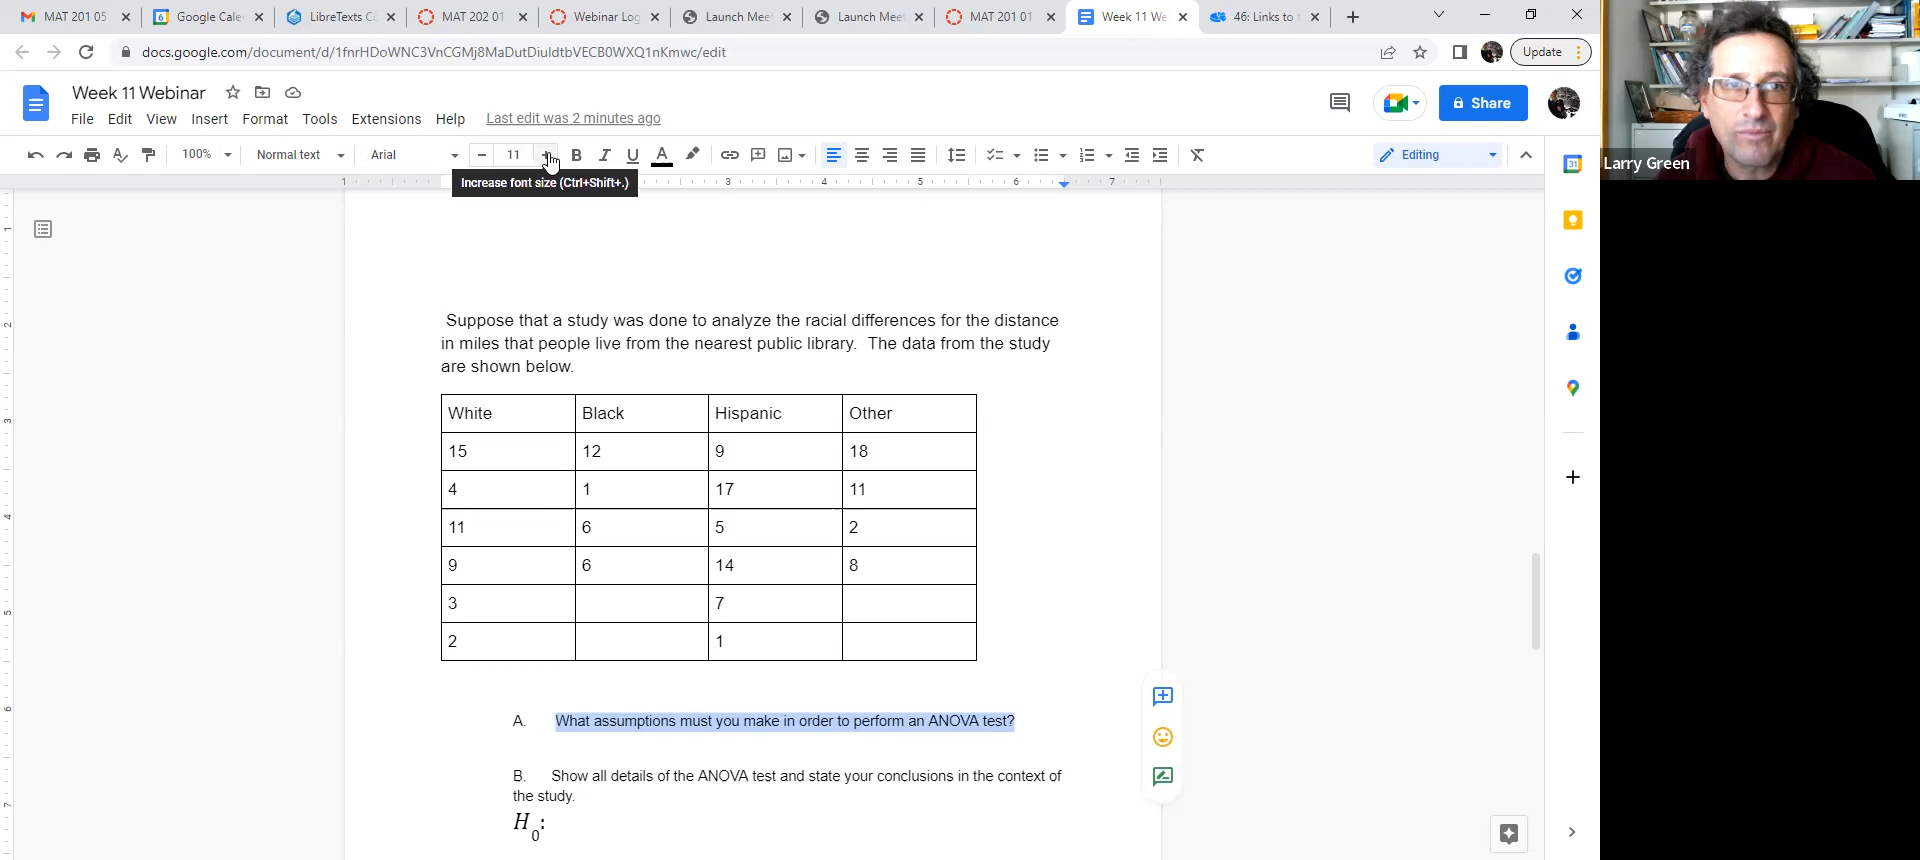 MAT 201 05
Google Cale
LibreTexts Co
MAT 202 01
Webinar Log
Launch Mee
Launch Mee
MAT 201 01
Week 11 We
46: Links to
docs.google.com/document/d/1fnrHDoWNC3VnCGMj8MaDutDiuldtbVECB0WXQ1nKmwc/edit
Update
Week 11 Webinar
File Edit View Insert Format Tools Extensions Help Last edit was 2 minutes ago
Share
100% Normal text Arial 11 Editing
Increase font size (Ctrl+Shift+.)
Larry Green
Suppose that a study was done to analyze the racial differences for the distance
in miles that people live from the nearest public library. The data from the study
are shown below.
White Black Hispanic Other
15 12 9 18
4 1 17 11
11 6 5 2
9 6 14 8
3 7
2 1
A. What assumptions must you make in order to perform an ANOVA test?
B. Show all details of the ANOVA test and state your conclusions in the context of
the study.
H0: